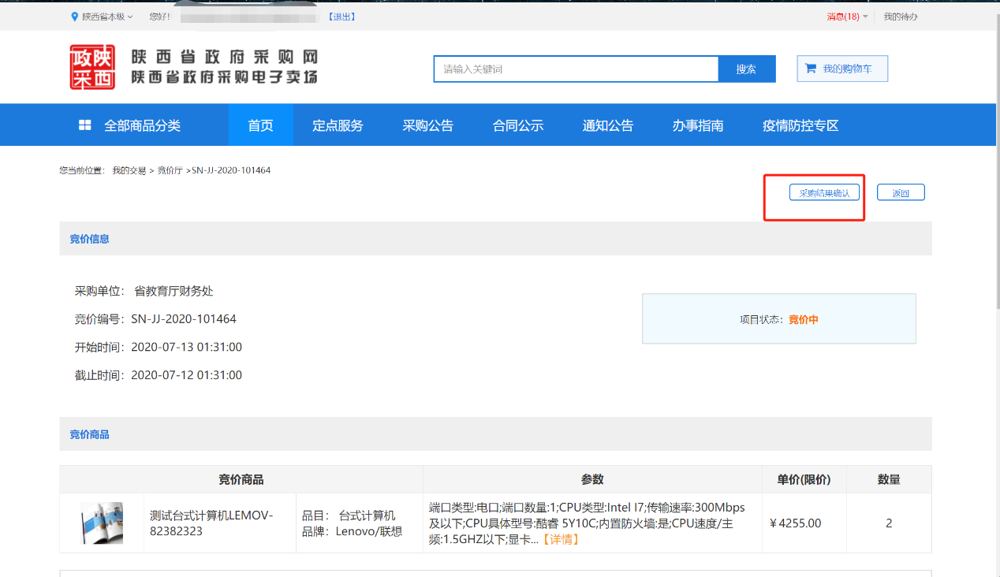 陕西省本级 您好! 【退出】 消息(18) 我的待办
政陕
采西
陕西省政府采购网
陕西省政府采购电子卖场
请输入关键词 搜索 我的购物车
全部商品分类 首页 定点服务 采购公告 合同公示 通知公告 办事指南 疫情防控专区
您当前位置: 我的交易 > 竞价厅 >SN-JJ-2020-101464
采购结果确认 返回
竞价信息
采购单位: 省教育厅财务处
竞价编号: SN-JJ-2020-101464
项目状态: 竞价中
开始时间: 2020-07-13 01:31:00
截止时间: 2020-07-12 01:31:00
竞价商品
竞价商品 参数 单价(限价) 数量
测试台式计算机LEMOV-
82382323
品目: 台式计算机
品牌: Lenovo/联想
端口类型:电口;端口数量:1;CPU类型:Intel I7;传输速率:300Mbps
及以下;CPU具体型号:酷睿 5Y10C;内置防火墙:是;CPU速度/主
频:1.5GHZ以下;显卡...【详情】
¥4255.00
2